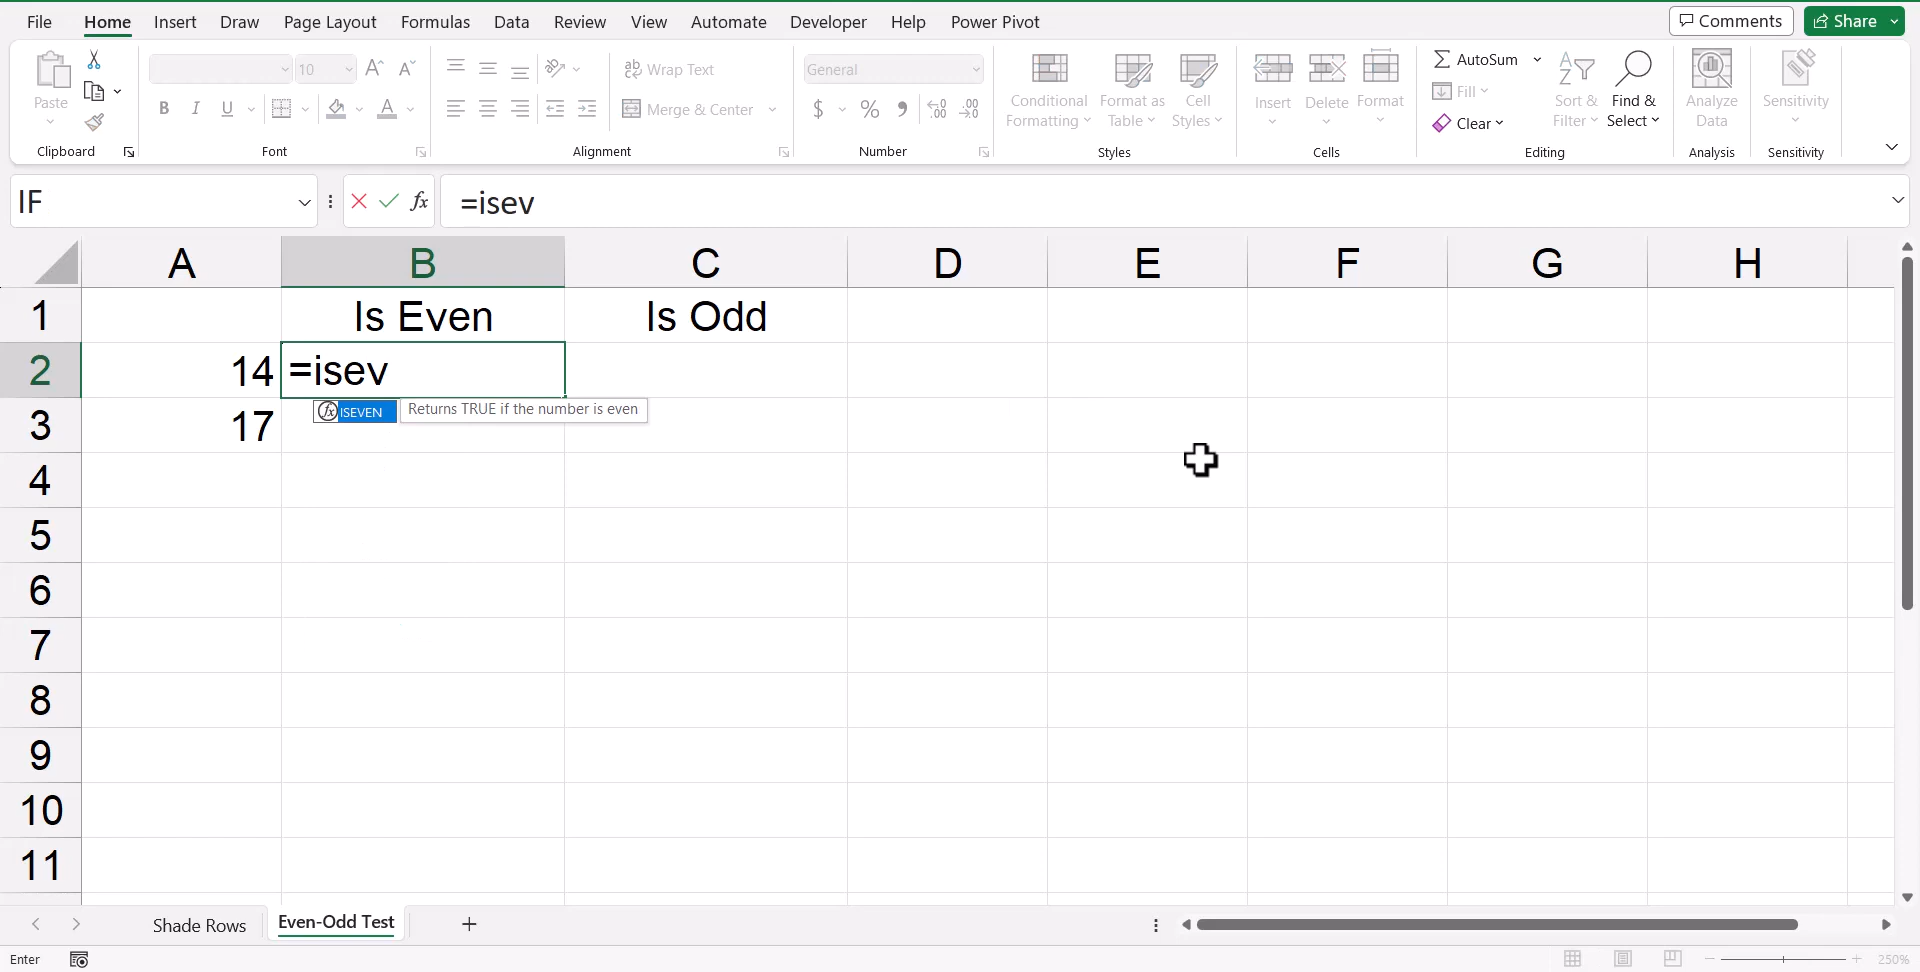 File Home Insert Draw Page Layout Formulas Data Review View Automate Developer Help Power Pivot Comments Share
Paste
Clipboard
10
B I U A
Font
Wrap Text
Merge & Center
Alignment
General
$ % 9
Number
Conditional Formatting
Format as Table
Cell Styles
Styles
Insert Delete Format
Cells
AutoSum
Fill
Clear
Sort & Filter
Find & Select
Editing
Analyze Data
Analysis
Sensitivity
Sensitivity
IF fx =isev
A B C D E F G H
1 Is Even Is Odd
2 14 =isev
fx ISEVEN Returns TRUE if the number is even
3 17
4
5
6
7
8
9
10
11
Shade Rows Even-Odd Test +
Enter 250%